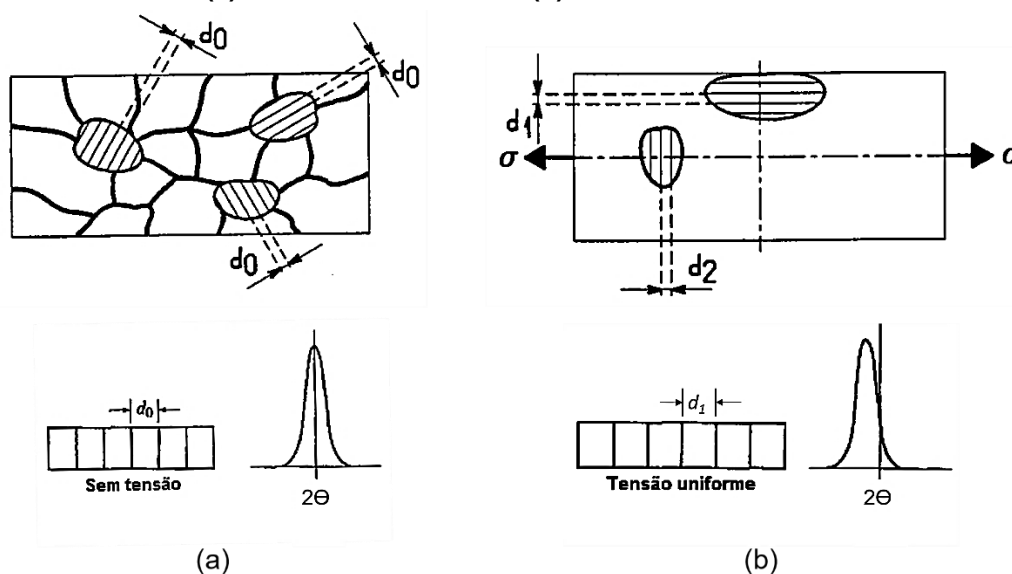 d0
d0
d0
d1
σ
σ
d2
d0
Sem tensão
2Θ
d1
Tensão uniforme
2Θ
(a)
(b)